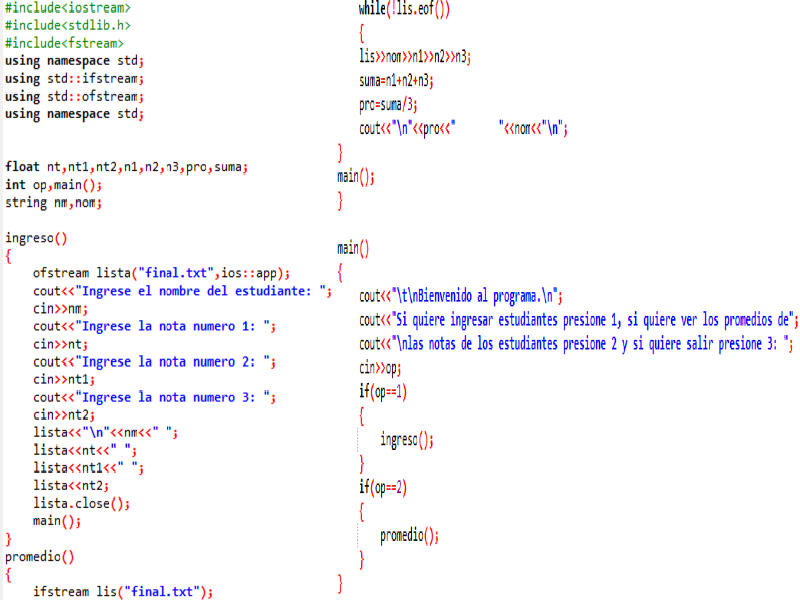 #include<iostream>
#include<stdlib.h>
#include<fstream>
using namespace std;
using std::ifstream;
using std::ofstream;
using namespace std;
float nt,nt1,nt2,n1,n2,n3,pro,suma;
int op,main();
string nm,nom;
ingreso()
{
ofstream lista("final.txt",ios::app);
cout<<"Ingrese el nombre del estudiante: ";
cin>>nm;
cout<<"Ingrese la nota numero 1: ";
cin>>nt;
cout<<"Ingrese la nota numero 2: ";
cin>>nt1;
cout<<"Ingrese la nota numero 3: ";
cin>>nt2;
lista<<"\n"<<nm<<" ";
lista<<nt<<" ";
lista<<nt1<<" ";
lista<<nt2;
lista.close();
main();
}
promedio()
{
ifstream lis("final.txt");
while(!lis.eof())
{
lis>>nom>>n1>>n2>>n3;
suma=n1+n2+n3;
pro=suma/3;
cout<<"\n"<<pro<<"      "<<nom<<"\n";
}
main();
}
main()
{
cout<<"\t\nBienvenido al programa.\n";
cout<<"Si quiere ingresar estudiantes presione 1, si quiere ver los promedios de";
cout<<"\nlas notas de los estudiantes presione 2 y si quiere salir presione 3: ";
cin>>op;
if(op==1)
{
ingreso();
}
if(op==2)
{
promedio();
}
}